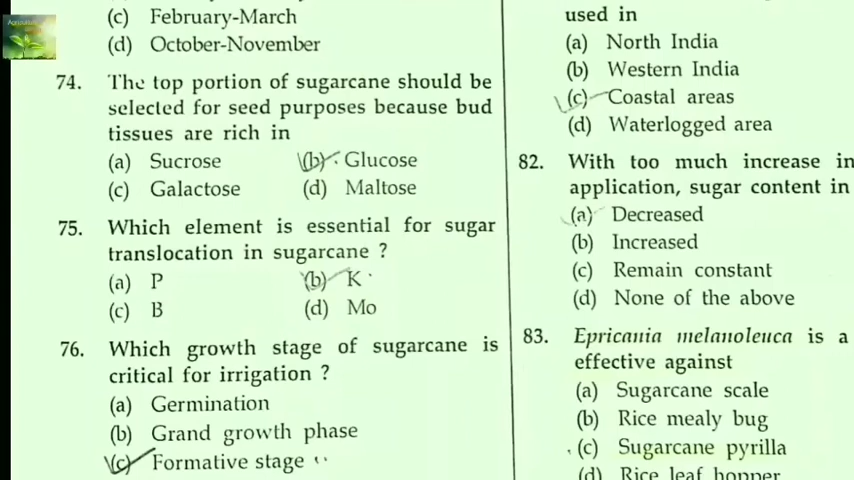 (c) February-March
(d) October-November
74. The top portion of sugarcane should be
selected for seed purposes because bud
tissues are rich in
(a) Sucrose (b) Glucose
(c) Galactose (d) Maltose
75. Which element is essential for sugar
translocation in sugarcane ?
(a) P (b) K
(c) B (d) Mo
76. Which growth stage of sugarcane is
critical for irrigation ?
(a) Germination
(b) Grand growth phase
(c) Formative stage
used in
(a) North India
(b) Western India
(c) Coastal areas
(d) Waterlogged area
82. With too much increase in
application, sugar content in
(a) Decreased
(b) Increased
(c) Remain constant
(d) None of the above
83. Epricania melanoleuca is a
effective against
(a) Sugarcane scale
(b) Rice mealy bug
(c) Sugarcane pyrilla
(d) Rice leaf hopper